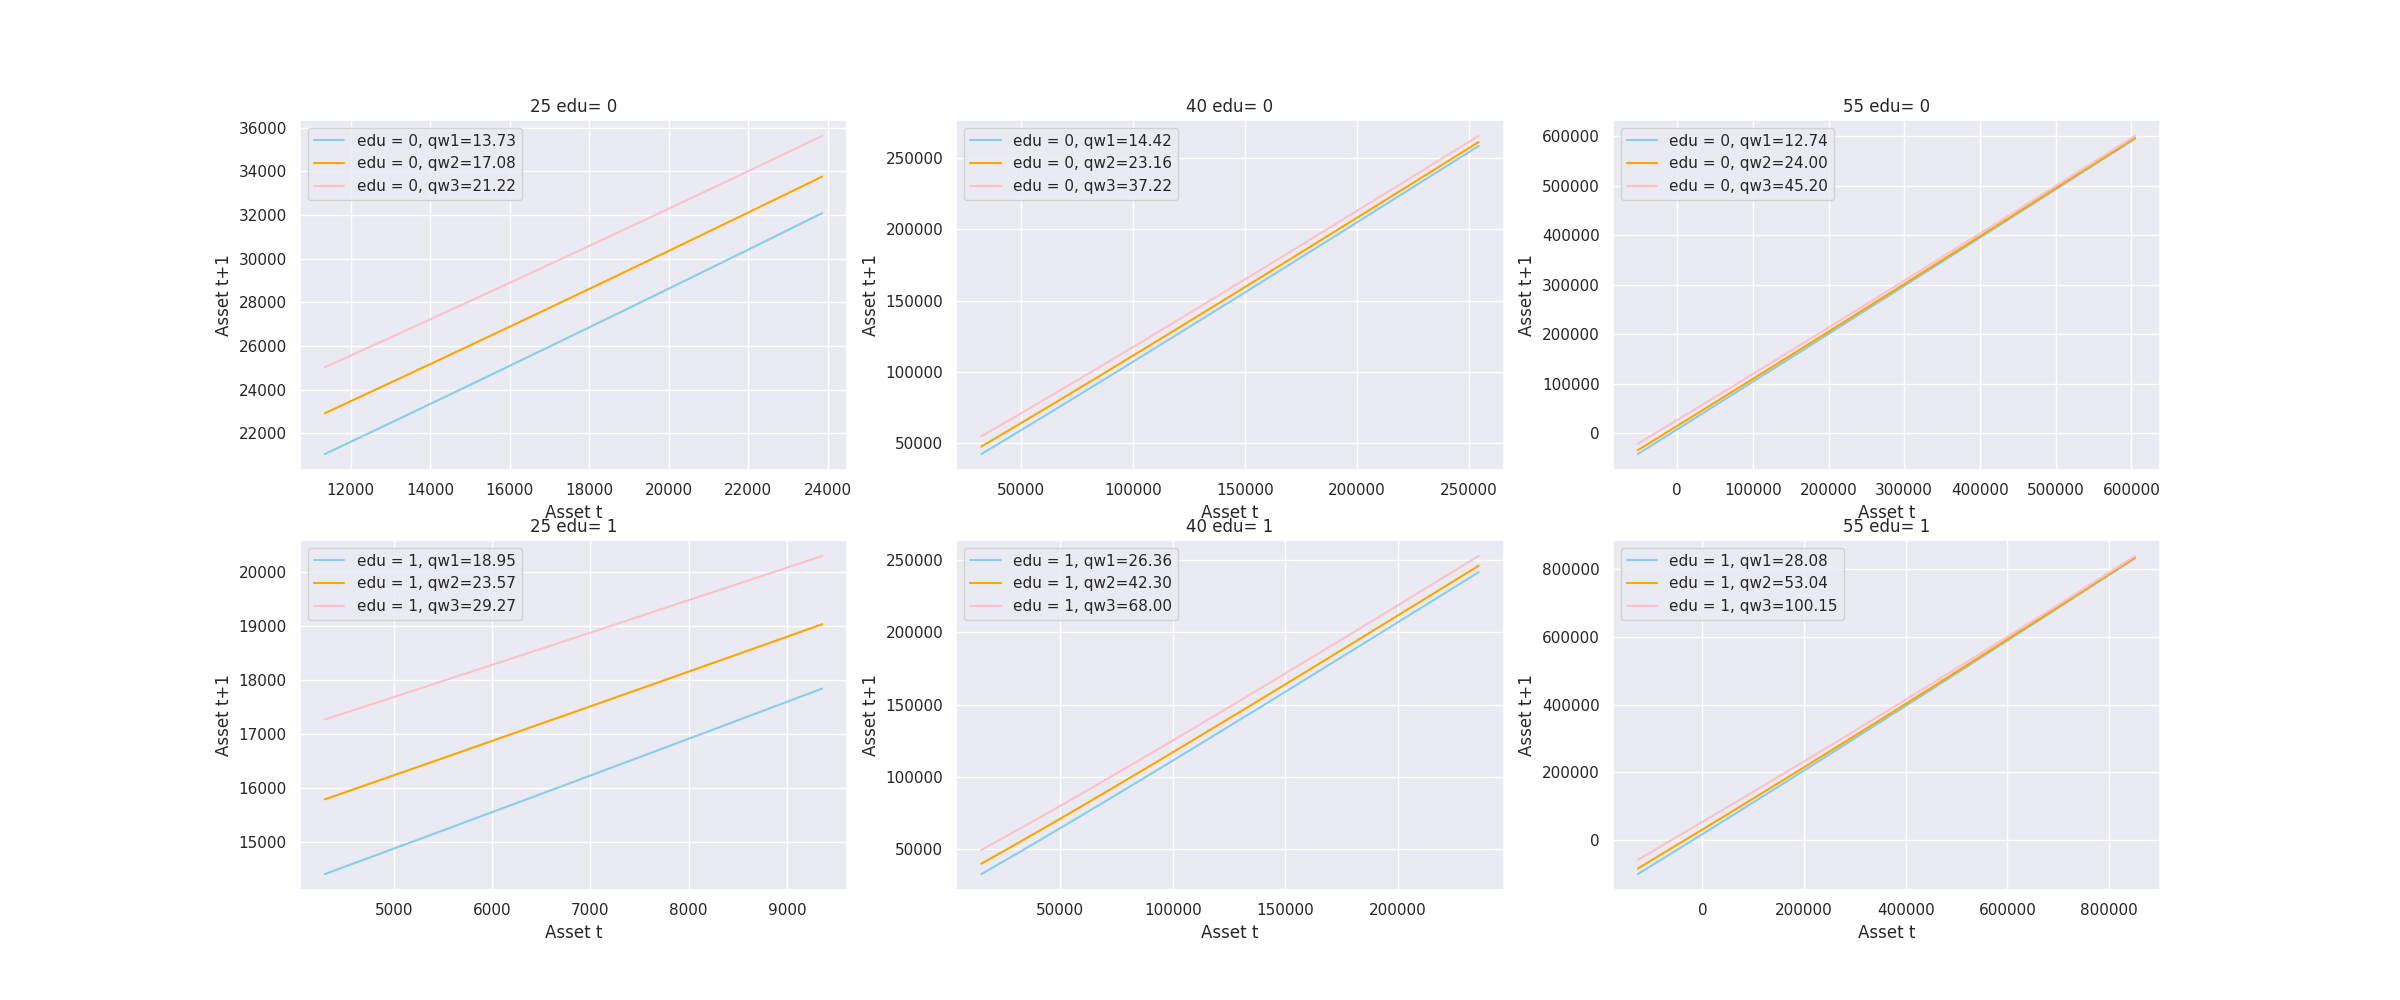 25 edu= 0
edu = 0, qw1=13.73
edu = 0, qw2=17.08
edu = 0, qw3=21.22
36000
34000
32000
30000
28000
26000
24000
22000
Asset t+1
12000 14000 16000 18000 20000 22000 24000
Asset t
40 edu= 0
edu = 0, qw1=14.42
edu = 0, qw2=23.16
edu = 0, qw3=37.22
250000
200000
150000
100000
50000
Asset t+1
50000 100000 150000 200000 250000
Asset t
55 edu= 0
edu = 0, qw1=12.74
edu = 0, qw2=24.00
edu = 0, qw3=45.20
600000
500000
400000
300000
200000
100000
0
Asset t+1
0 100000 200000 300000 400000 500000 600000
Asset t
25 edu= 1
edu = 1, qw1=18.95
edu = 1, qw2=23.57
edu = 1, qw3=29.27
20000
19000
18000
17000
16000
15000
Asset t+1
5000 6000 7000 8000 9000
Asset t
40 edu= 1
edu = 1, qw1=26.36
edu = 1, qw2=42.30
edu = 1, qw3=68.00
250000
200000
150000
100000
50000
Asset t+1
50000 100000 150000 200000
Asset t
55 edu= 1
edu = 1, qw1=28.08
edu = 1, qw2=53.04
edu = 1, qw3=100.15
800000
600000
400000
200000
0
Asset t+1
0 200000 400000 600000 800000
Asset t